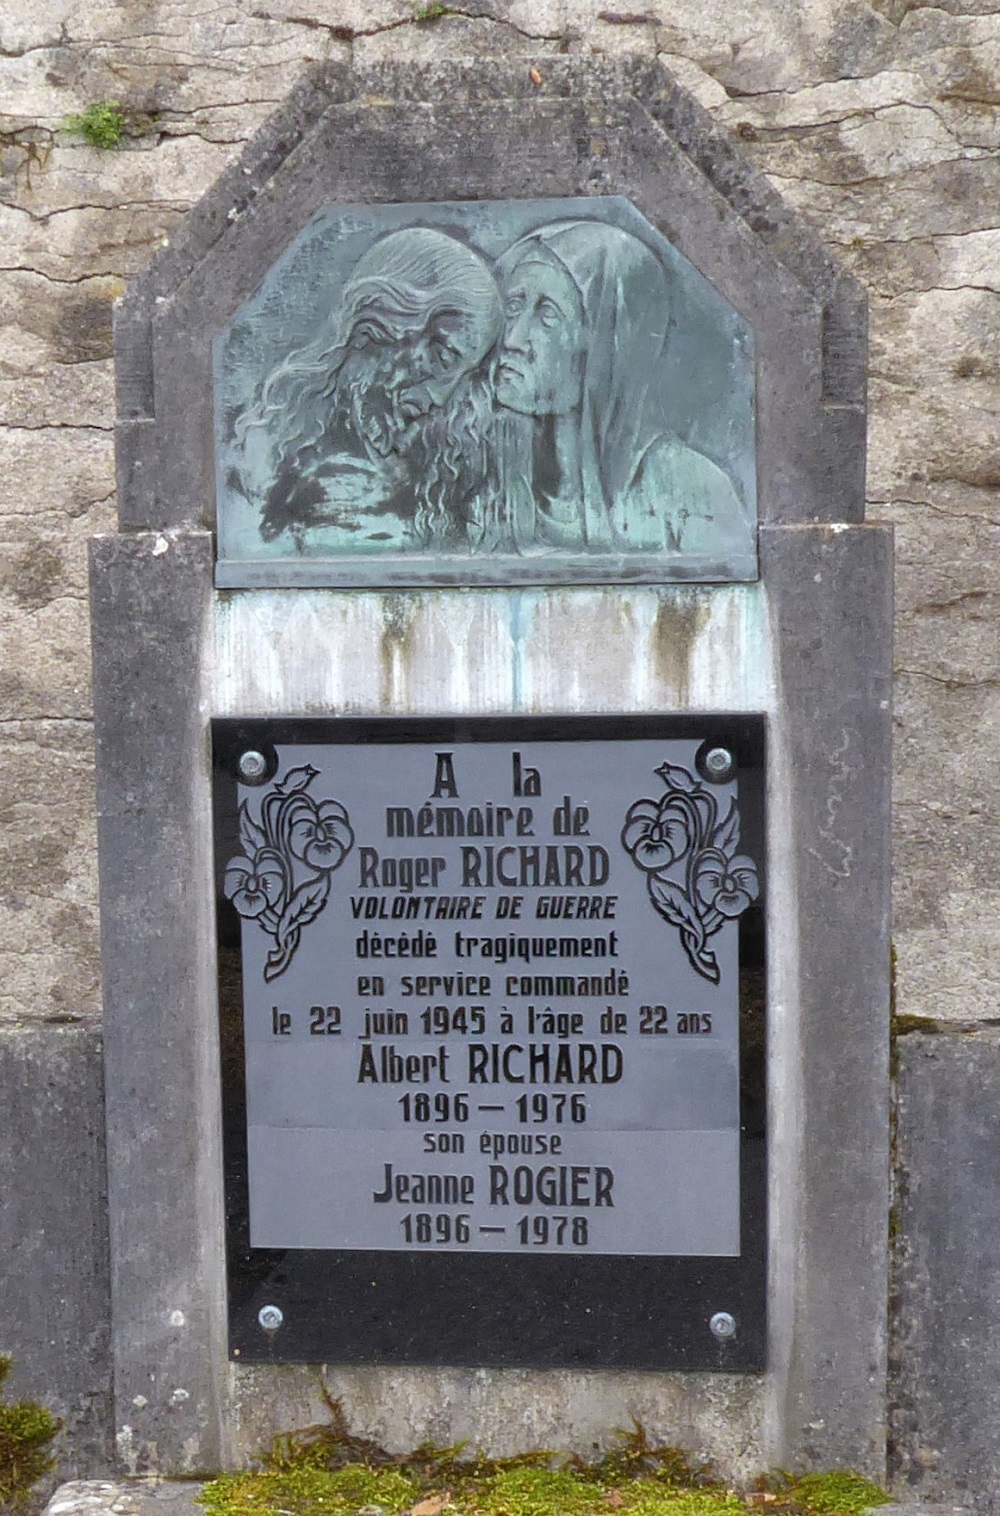 A la
mémoire de
Roger RICHARD
VOLONTAIRE DE GUERRE
décédé tragiquement
en service commandé
le 22 juin 1945 à l'âge de 22 ans
Albert RICHARD
1896 – 1976
son épouse
Jeanne ROGIER
1896 – 1978